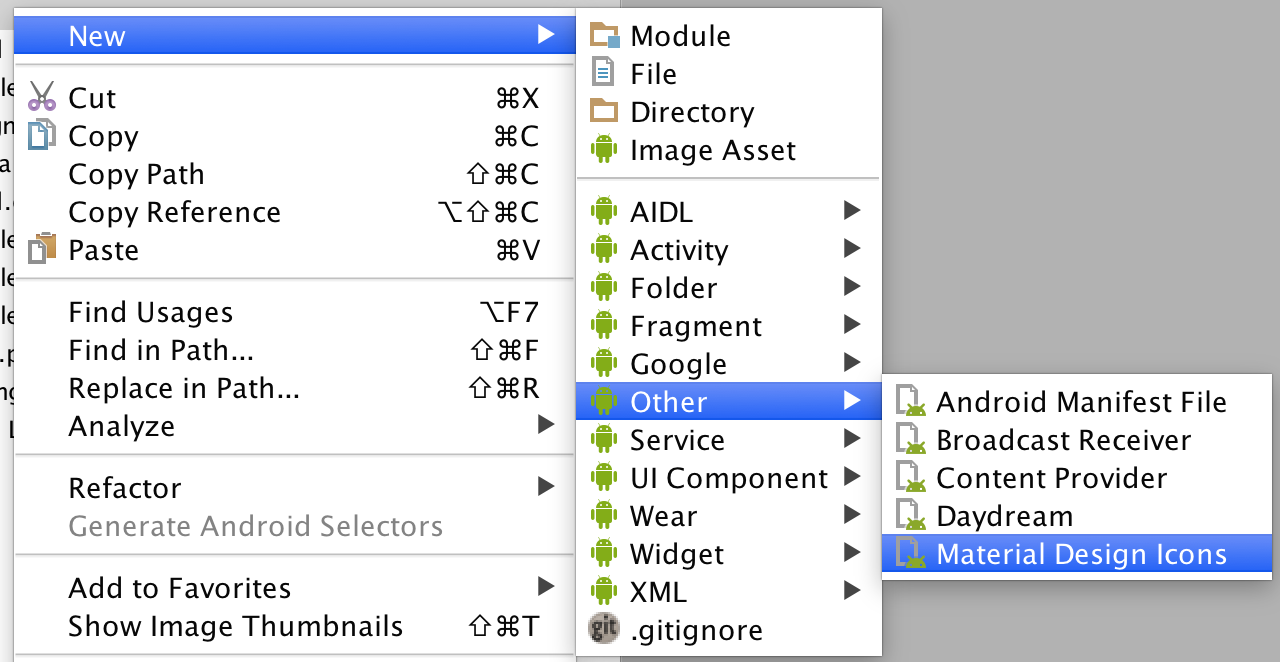 New
Cut ⌘X
Copy ⌘C
Copy Path ⇧⌘C
Copy Reference ⌥⇧⌘C
Paste ⌘V
Find Usages ⌥F7
Find in Path... ⇧⌘F
Replace in Path... ⇧⌘R
Analyze
Refactor
Generate Android Selectors
Add to Favorites
Show Image Thumbnails ⇧⌘T
Module
File
Directory
Image Asset
AIDL
Activity
Folder
Fragment
Google
Other
Service
UI Component
Wear
Widget
XML
git .gitignore
Android Manifest File
Broadcast Receiver
Content Provider
Daydream
Material Design Icons